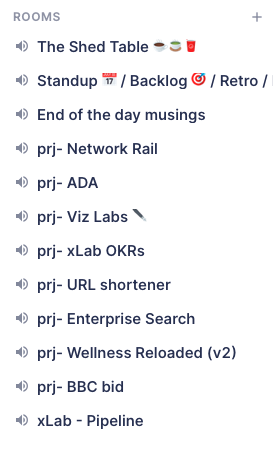 ROOMS +
The Shed Table ☕🍵🥤
Standup 📅 / Backlog 🎯 / Retro /
End of the day musings
prj- Network Rail
prj- ADA
prj- Viz Labs 🔪
prj- xLab OKRs
prj- URL shortener
prj- Enterprise Search
prj- Wellness Reloaded (v2)
prj- BBC bid
xLab - Pipeline